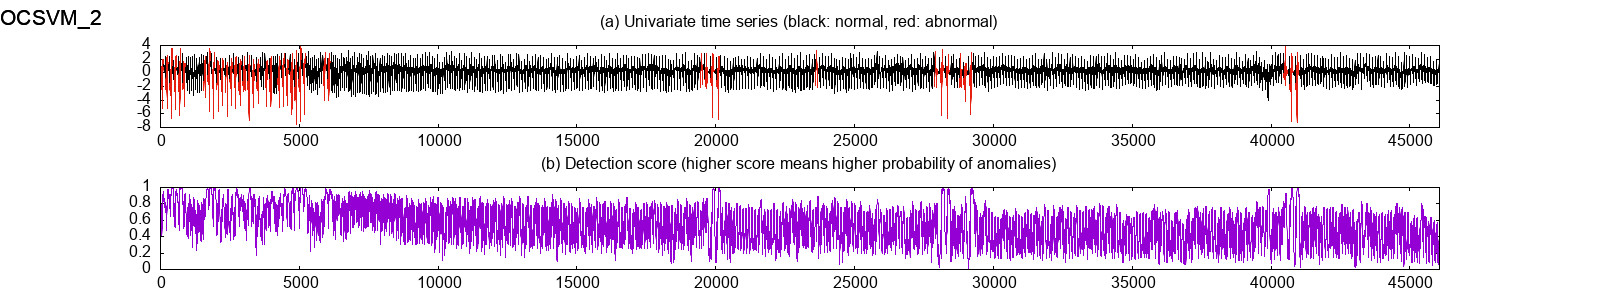 OCSVM_2
(a) Univariate time series (black: normal, red: abnormal)
4
2
0
-2
-4
-6
-8
0 5000 10000 15000 20000 25000 30000 35000 40000 45000
(b) Detection score (higher score means higher probability of anomalies)
1
0.8
0.6
0.4
0.2
0
0 5000 10000 15000 20000 25000 30000 35000 40000 45000